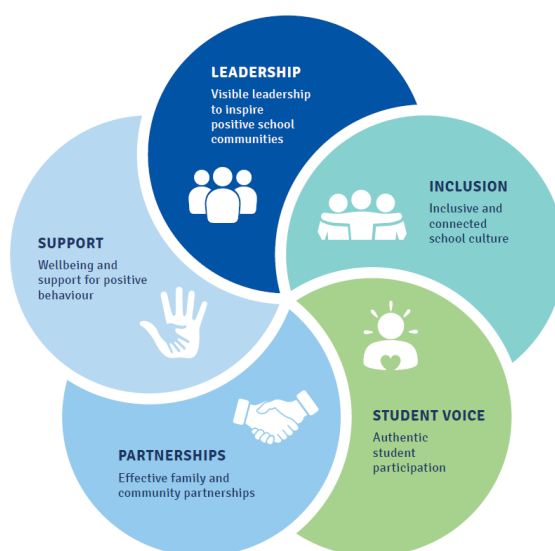 LEADERSHIP
Visible leadership
to inspire
positive school
communities
INCLUSION
Inclusive and
connected
school culture
STUDENT VOICE
Authentic
student
participation
PARTNERSHIPS
Effective family and
community partnerships
SUPPORT
Wellbeing and
support for positive
behaviour